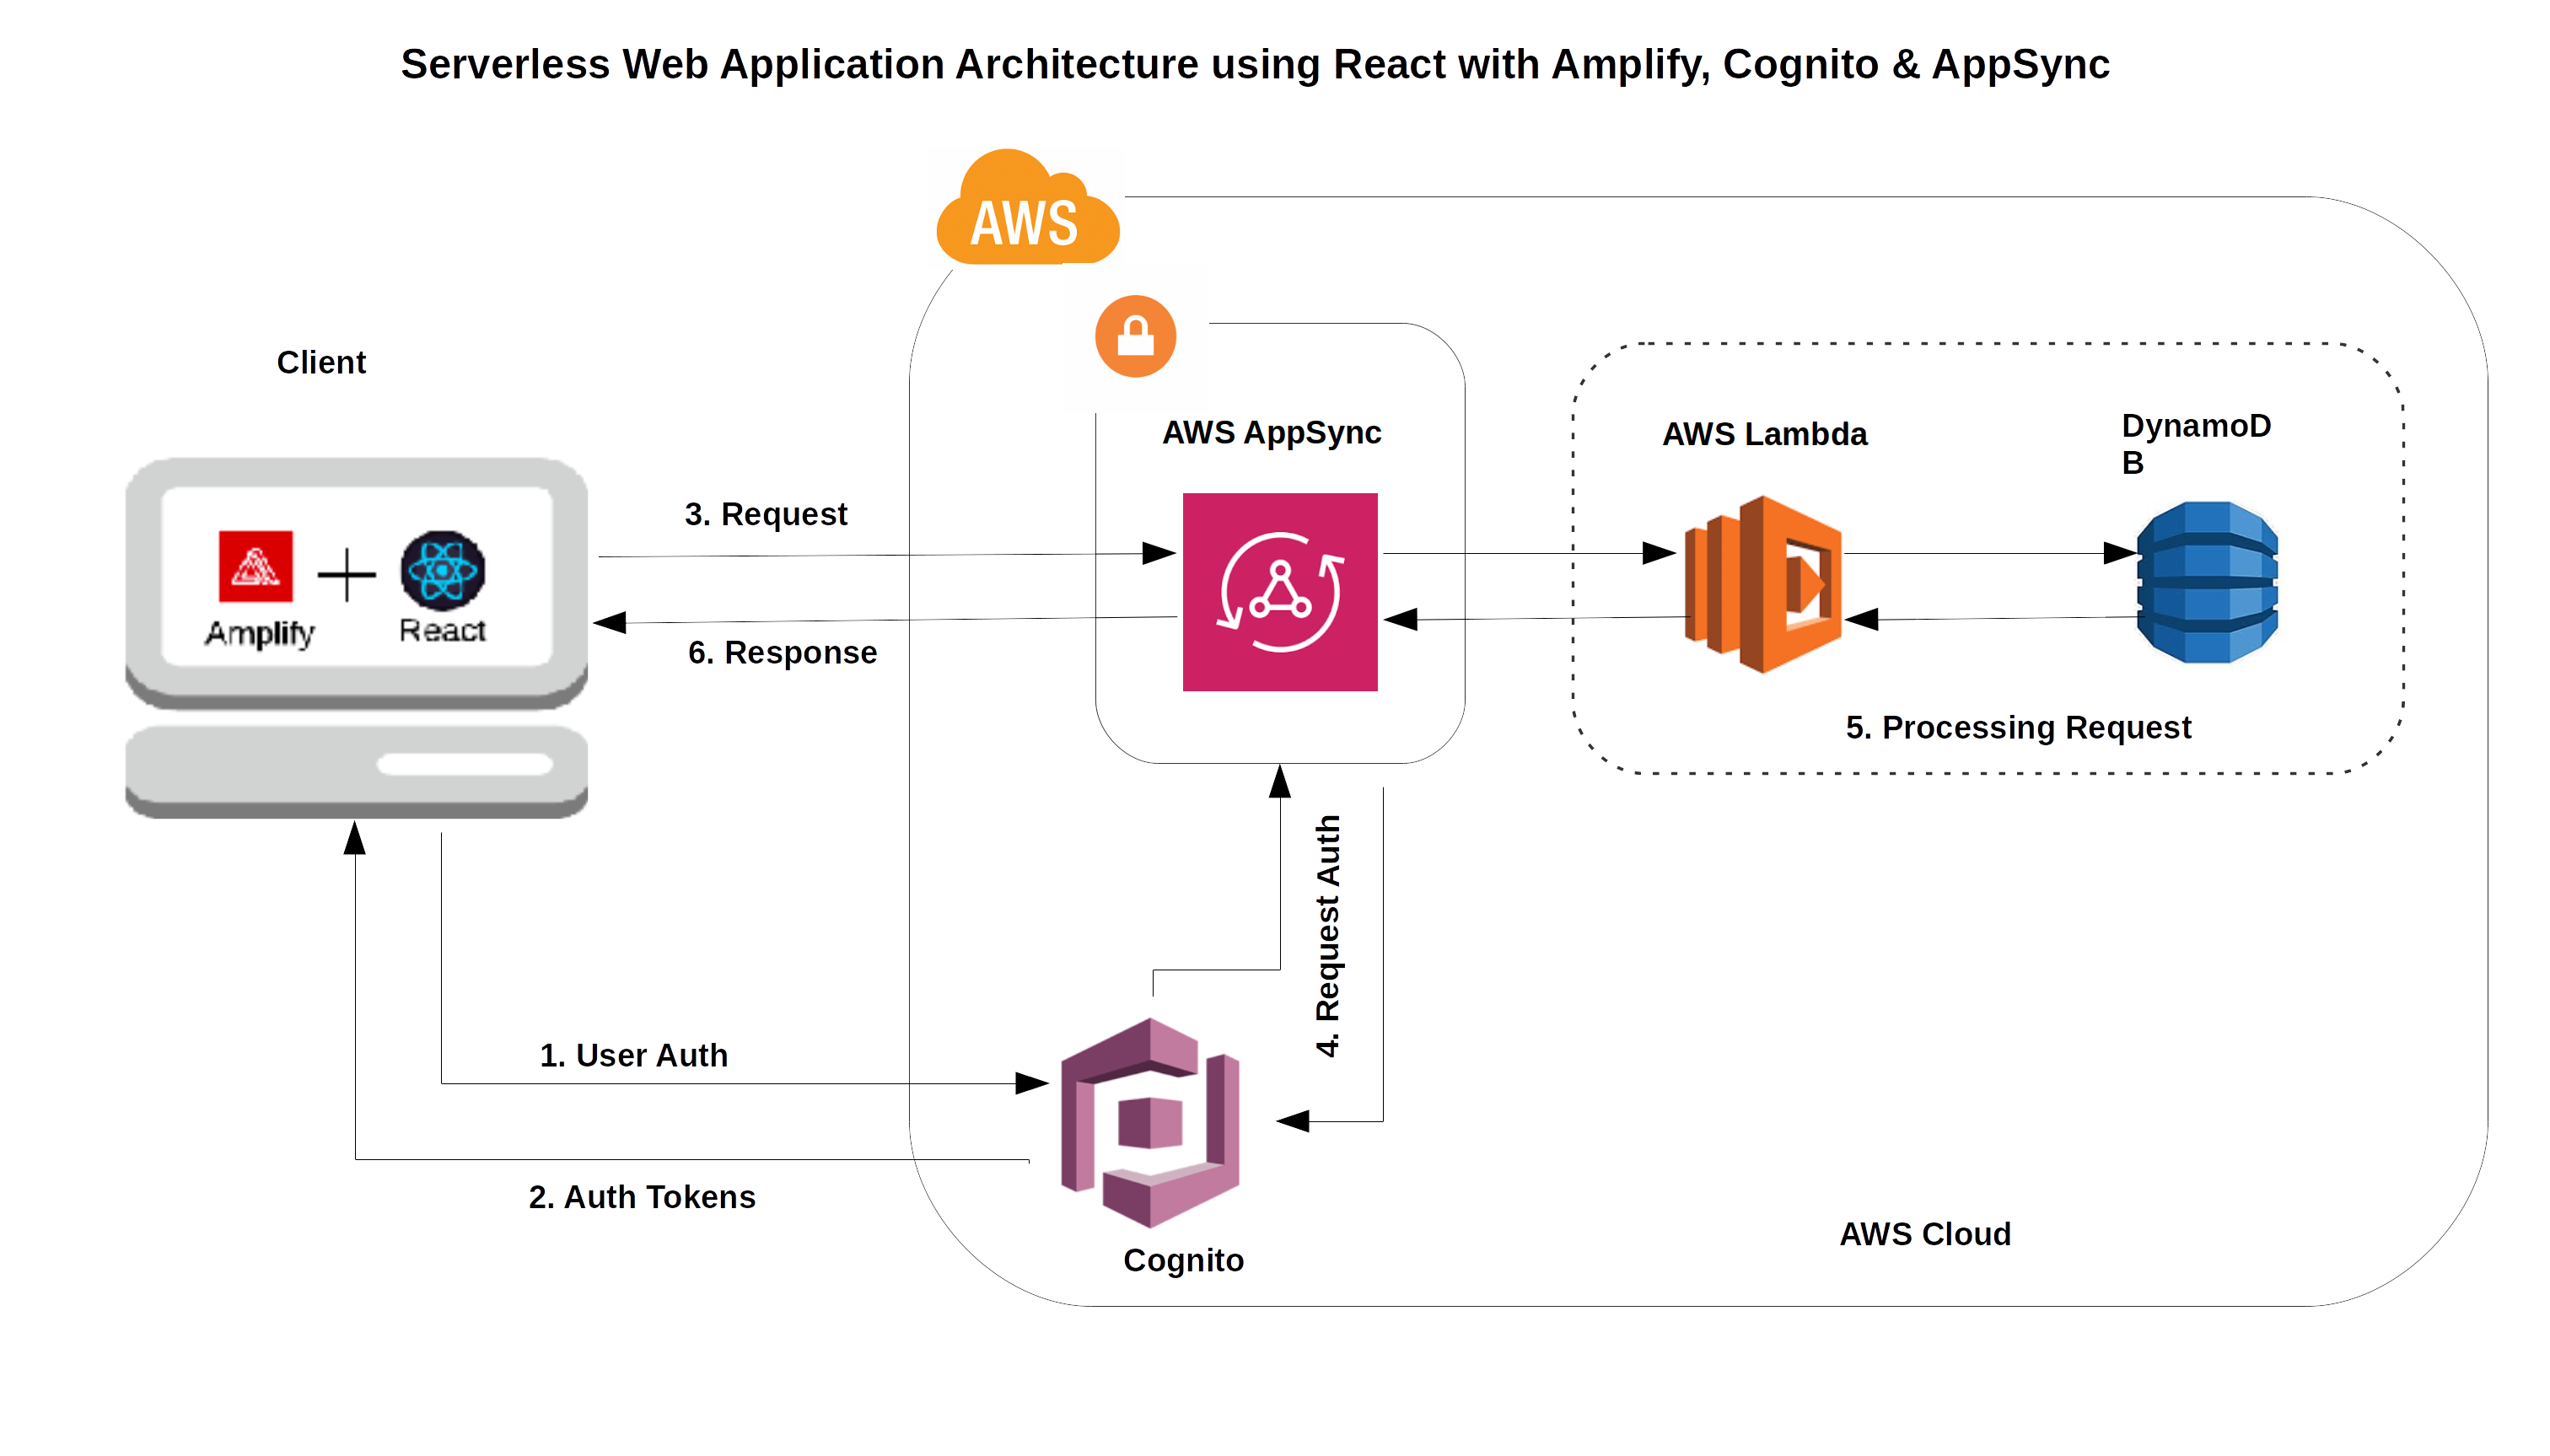 Serverless Web Application Architecture using React with Amplify, Cognito & AppSync
AWS
Client
AWS AppSync
AWS Lambda
DynamoD
B
3. Request
Amplify
React
6. Response
5. Processing Request
4. Request Auth
1. User Auth
2. Auth Tokens
AWS Cloud
Cognito